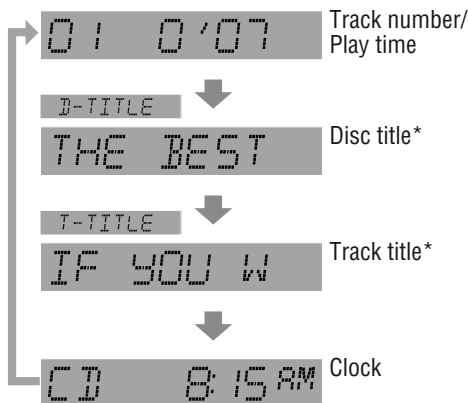 01 0'07
Track number/
Play time
D-TITLE
THE BEST
Disc title*
T-TITLE
IF YOU W
Track title*
CD 8:15 AM
Clock